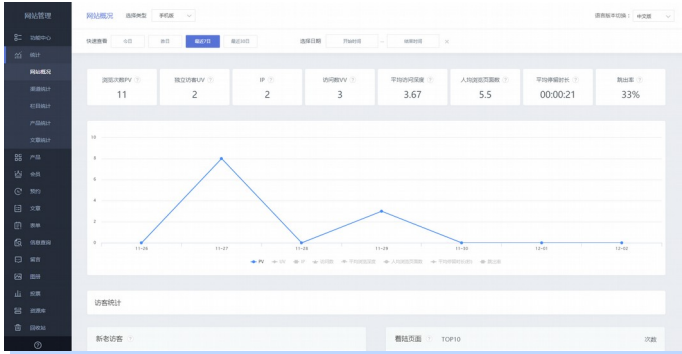 网站管理
网站概况 选择类型 手机版
语言版本切换： 中文版
功能中心
快速查看 今日 昨日 最近7日 最近30日
选择日期 开始时间 - 结束时间
统计
网站概况
渠道统计
栏目统计
产品统计
文章统计
产品
会员
预约
文章
表单
信息查询
留言
图册
投票
资源库
回收站
浏览次数PV ? 独立访客UV ? IP ? 访问数VV ? 平均访问深度 ? 人均浏览页面数 ? 平均停留时长 ? 跳出率 ?
11 2 2 3 3.67 5.5 00:00:21 33%
10
8
6
4
2
0
11-26 11-27 11-28 11-29 11-30 12-01 12-02
PV UV IP 访问数 平均访问深度 人均浏览页面数 平均停留时长(秒) 跳出率
访客统计
新老访客 ?
着陆页面 ? TOP10 次数